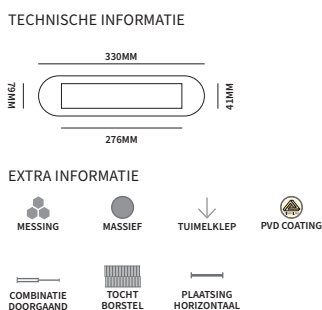 TECHNISCHE INFORMATIE
330MM
79MM
41MM
276MM
EXTRA INFORMATIE
MESSING
MASSIEF
TUIMELKLEP
PVD COATING
COMBINATIE
DOORGAAND
TOCHT
BORSTEL
PLAATSING
HORIZONTAAL